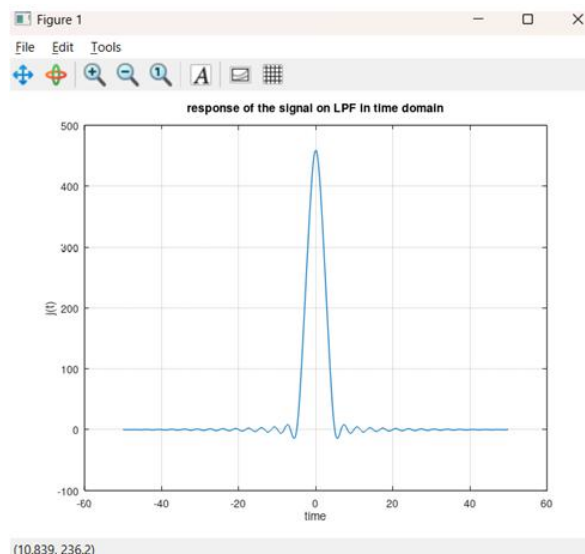 Figure 1
File Edit Tools
A
response of the signal on LPF in time domain
500
400
300
200
100
0
-100
j(t)
-60 -40 -20 0 20 40 60
time
(10.839, 236.2)